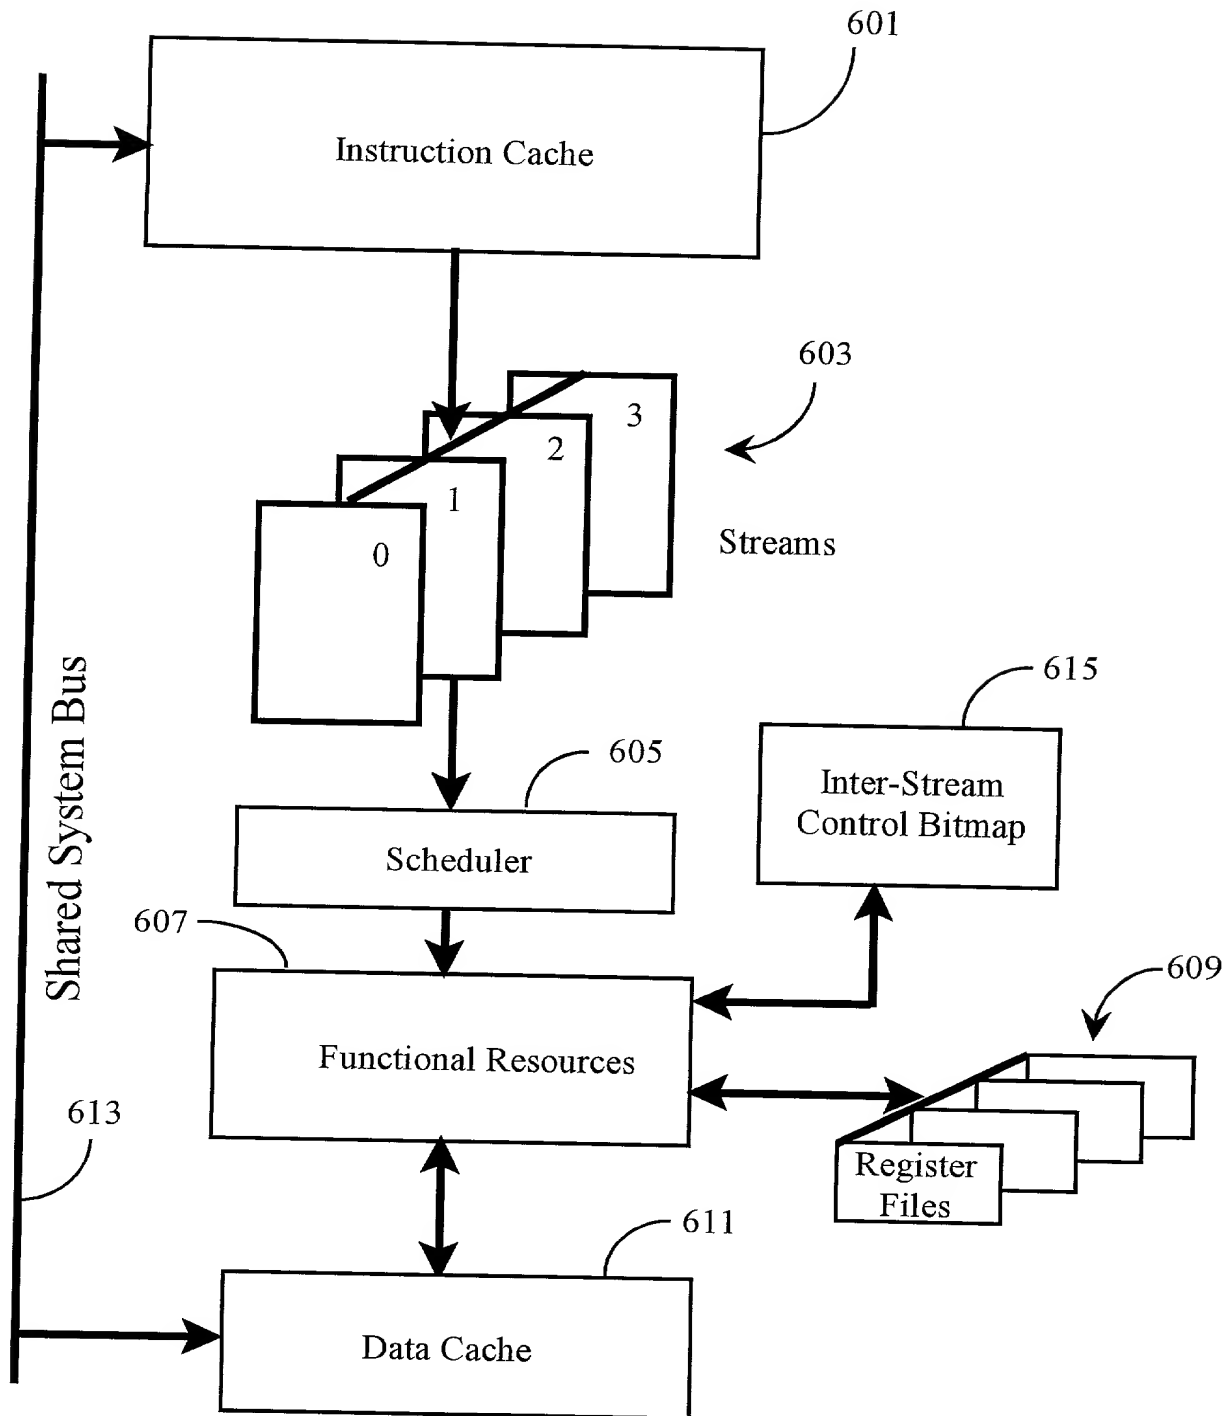 601
Instruction Cache
603
3
2
1
0
Streams
615
605
Inter-Stream
Control Bitmap
Scheduler
Shared System Bus
607
609
Functional Resources
613
Register
Files
611
Data Cache